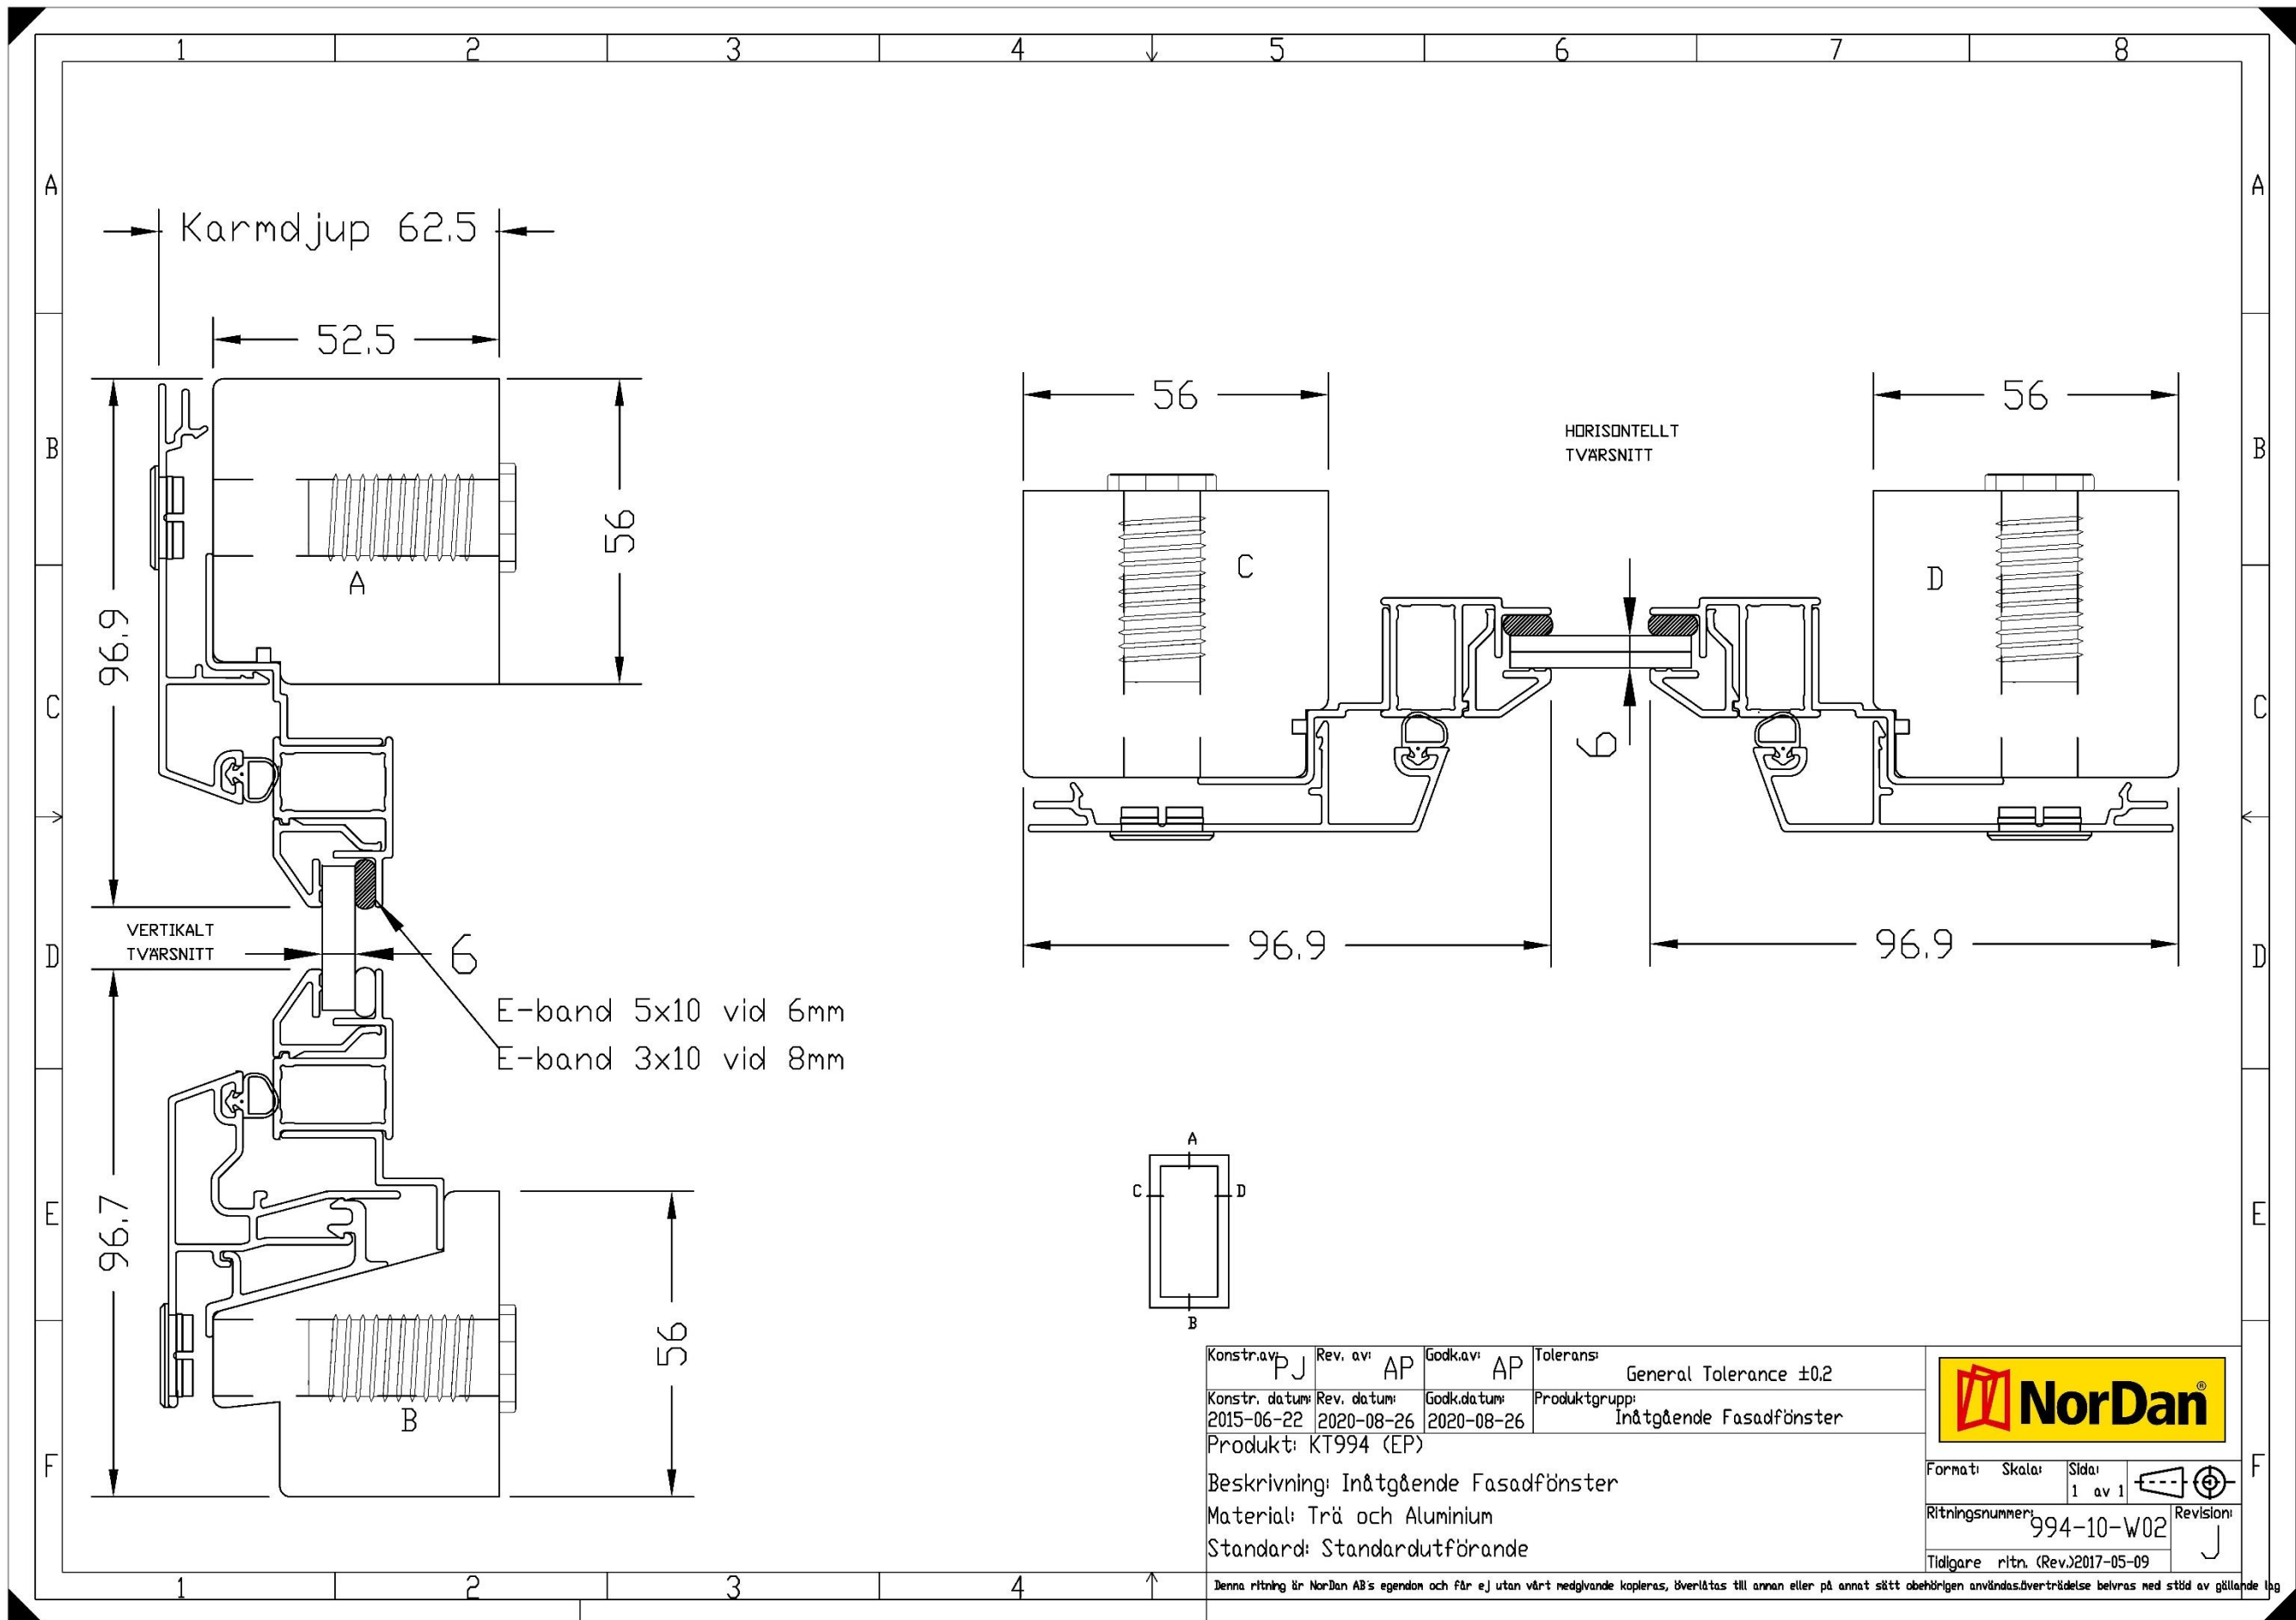 1 2 3 4 5 6 7 8
A A
Karmdjup 62.5
52.5
56 56
HORISONTELLT
TVÄRSNITT
B B
56
A
C
D
96.9
C C
6
VERTIKALT
TVÄRSNITT
6
96.9 96.9
D D
E-band 5x10 vid 6mm
E-band 3x10 vid 8mm
A
C D
B
96.7
E E
56
B
F F
Konstr.av: PJ Rev. av: AP Godk.av: AP Tolerans: General Tolerance ±0.2
Konstr. datum: Rev. datum: Godk.datum: Produktgrupp:
2015-06-22 2020-08-26 2020-08-26 Inåtgående Fasadfönster
Produkt: KT994 (EP)
Beskrivning: Inåtgående Fasadfönster
Material: Trä och Aluminium
Standard: Standardutförande
NorDan®
Format: Skala: Sida:
1 av 1
Ritningsnummer: 994-10-W02 Revision: J
Tidigare ritn. (Rev.)2017-05-09
Denna ritning är NorDan AB's egendom och får ej utan vårt medgivande kopieras, överlåtas till annan eller på annat sätt obehörigen användas.överträdelse beivras med stöd av gällande lag
1 2 3 4